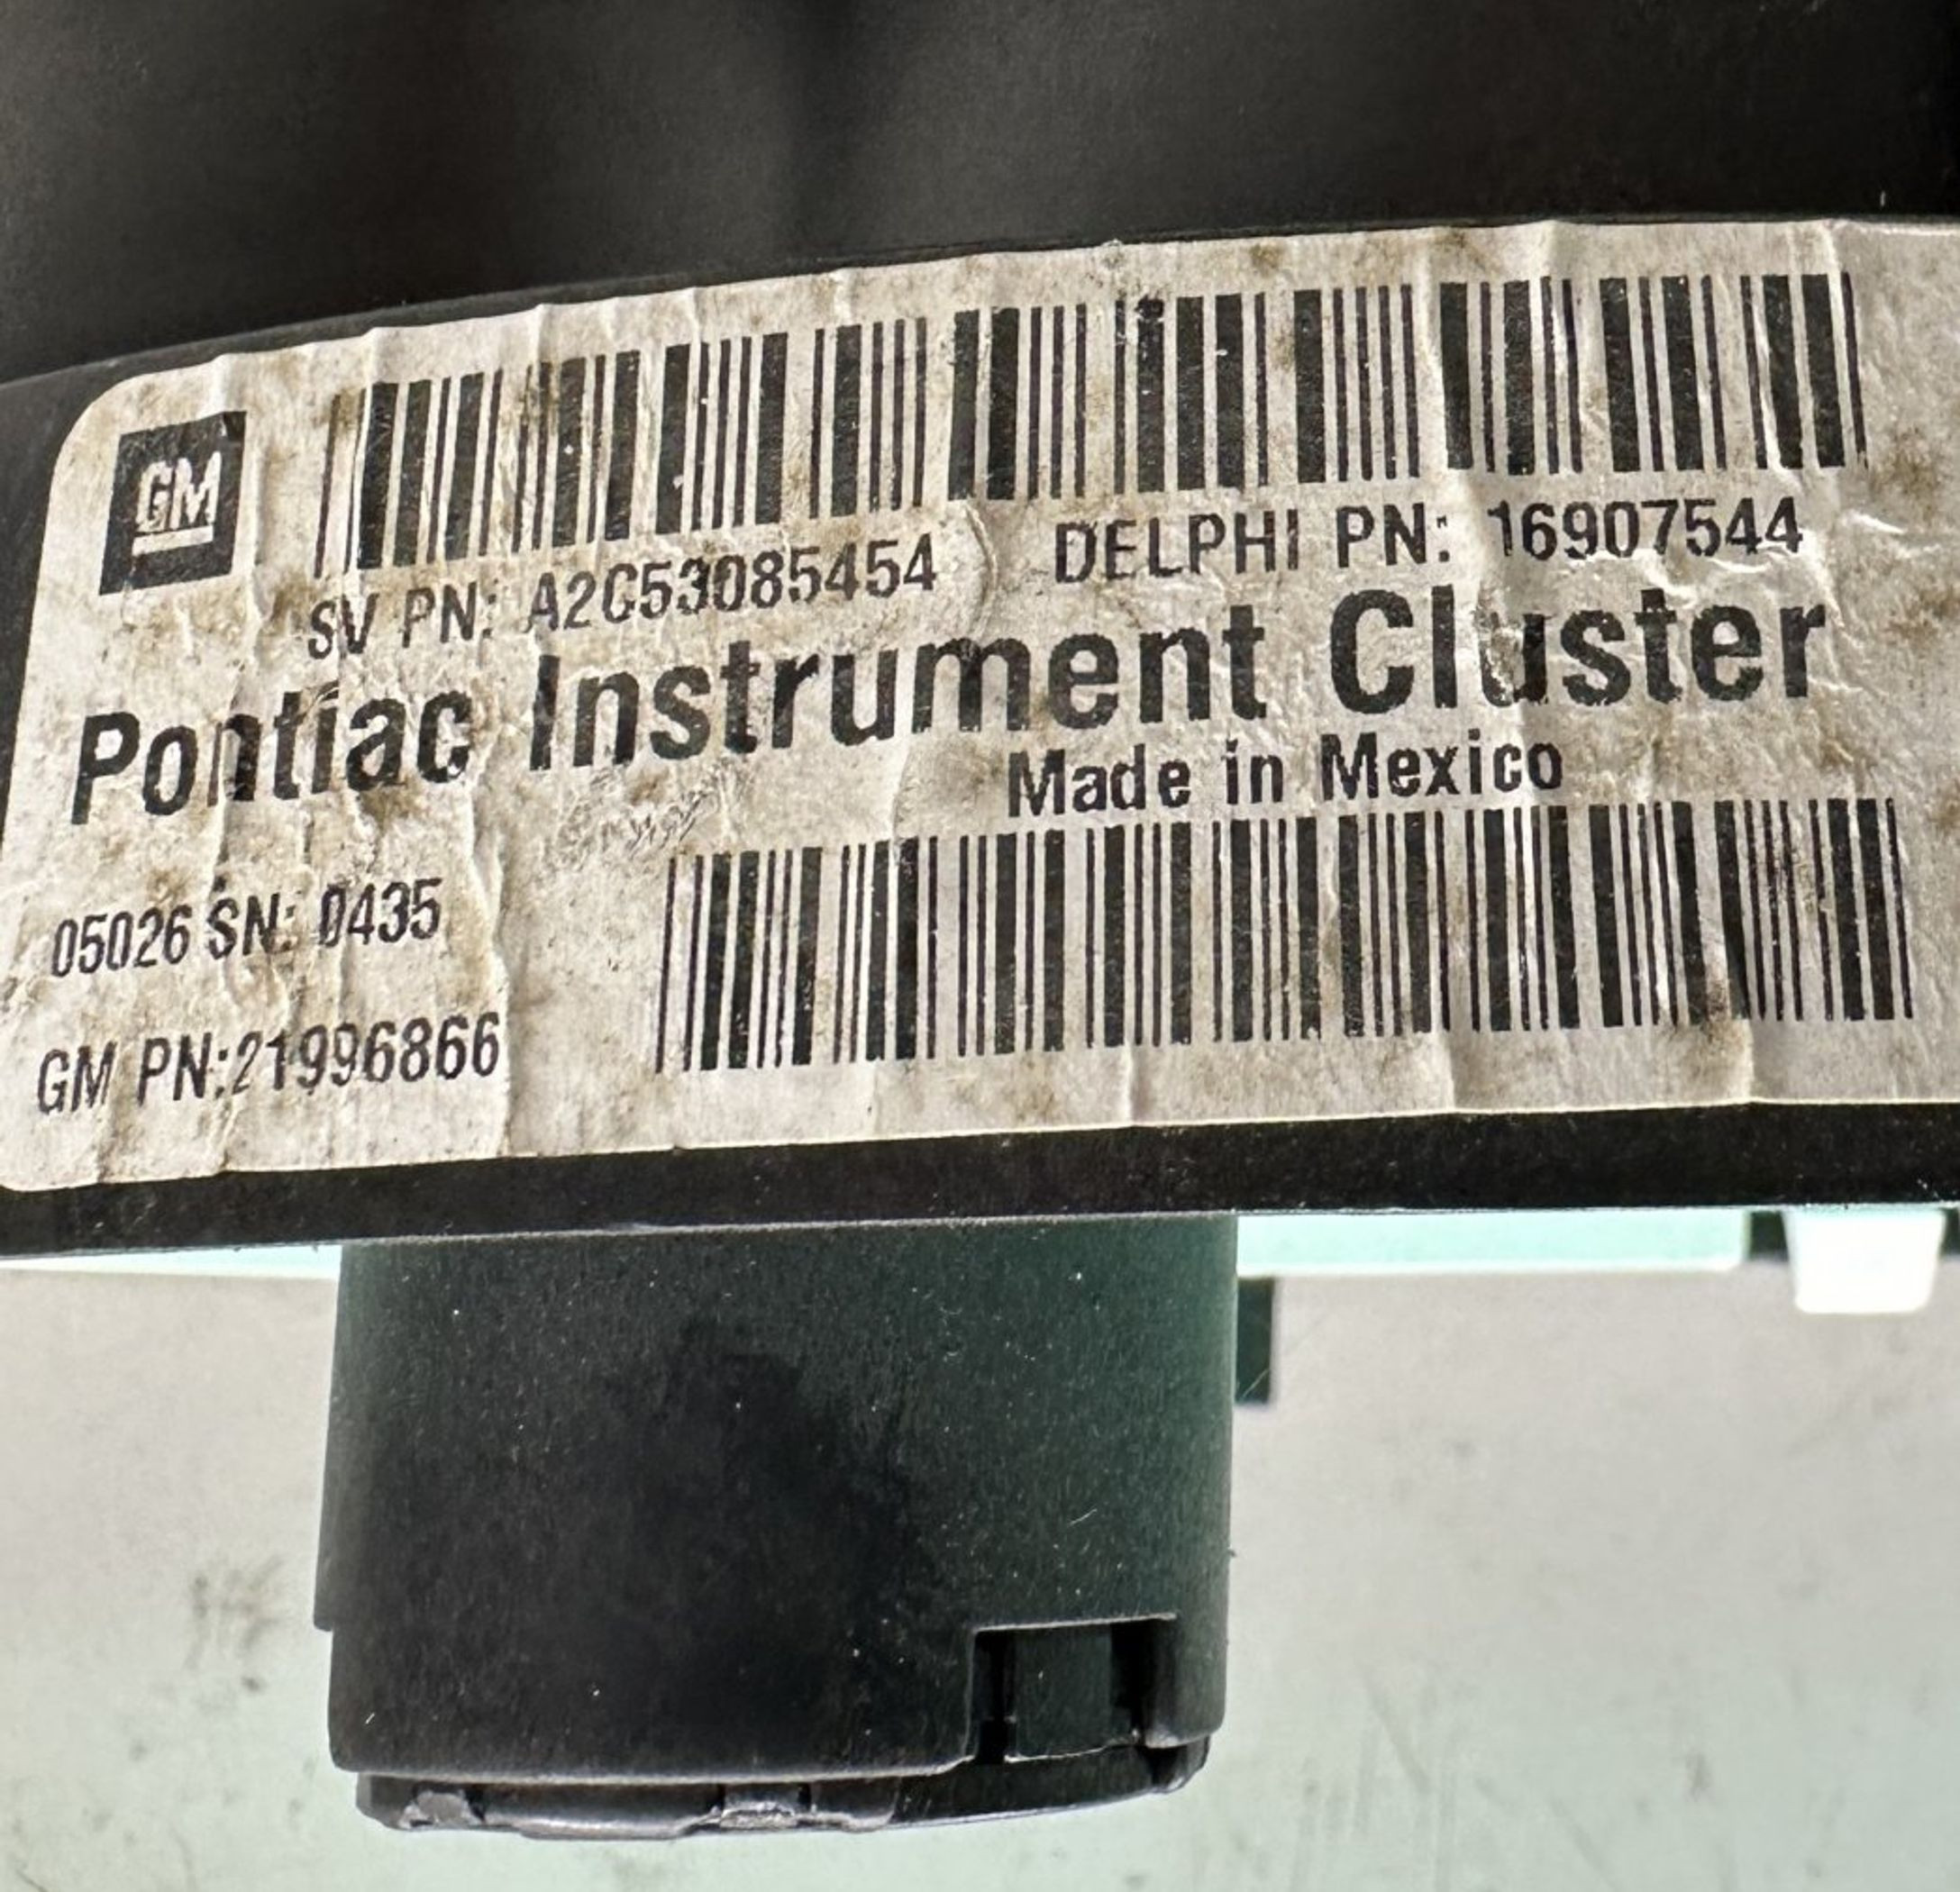 GM
SV PN: A2C53085454 DELPHI PN: 16907544
Pontiac Instrument Cluster
Made in Mexico
05026 SN: 0435
GM PN:21996866